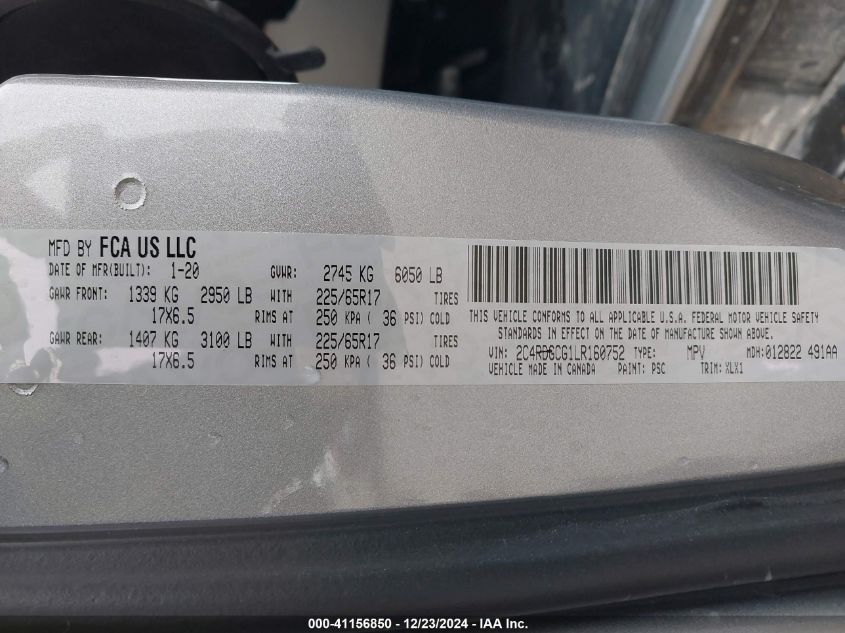 MFD BY FCA US LLC
DATE OF MFR(BUILT): 1-20 GVWR: 2745 KG 6050 LB
GAWR FRONT: 1339 KG 2950 LB WITH 225/65R17 TIRES
17X6.5 RIMS AT 250 KPA ( 36 PSI) COLD
GAWR REAR: 1407 KG 3100 LB WITH 225/65R17 TIRES
17X6.5 RIMS AT 250 KPA ( 36 PSI) COLD
THIS VEHICLE CONFORMS TO ALL APPLICABLE U.S.A. FEDERAL MOTOR VEHICLE SAFETY
STANDARDS IN EFFECT ON THE DATE OF MANUFACTURE SHOWN ABOVE.
VIN: 2C4RDGCG1LR160752 TYPE: MPV MDH:012822 491AA
VEHICLE MADE IN CANADA PAINT: PSC TRIM: XLX1
000-41156850 - 12/23/2024 - IAA Inc.